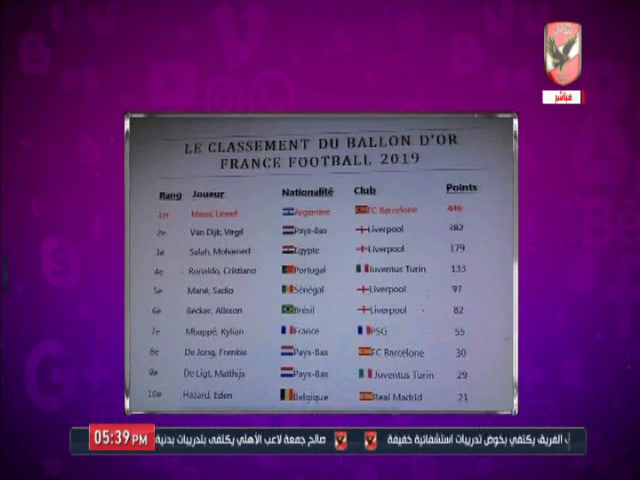 مباشر
LE CLASSEMENT DU BALLON D'OR
FRANCE FOOTBALL 2019
Rang Joueur Nationalité Club Points
1er Messi, Lionel Argentine FC Barcelone 446
2e Van Dijk, Virgil Pays-Bas Liverpool 382
3e Salah, Mohamed Egypte Liverpool 179
4e Ronaldo, Cristiano Portugal Juventus Turin 133
5e Mané, Sadio Sénégal Liverpool 97
6e Becker, Alisson Brésil Liverpool 82
7e Mbappé, Kylian France PSG 55
8e De Jong, Frenkie Pays-Bas FC Barcelone 30
9e De Ligt, Matthijs Pays-Bas Juventus Turin 29
10e Hazard, Eden Belgique Real Madrid 21
05:39 PM
الفريق يكتفي بخوض تدريبات استشفائية خفيفة صالح جمعة لاعب الأهلي يكتفى بتدريبات بدنية